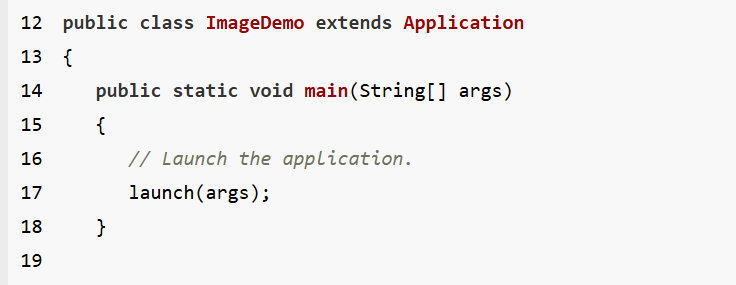 12 public class ImageDemo extends Application
13 {
14    public static void main(String[] args)
15    {
16       // Launch the application.
17       launch(args);
18    }
19